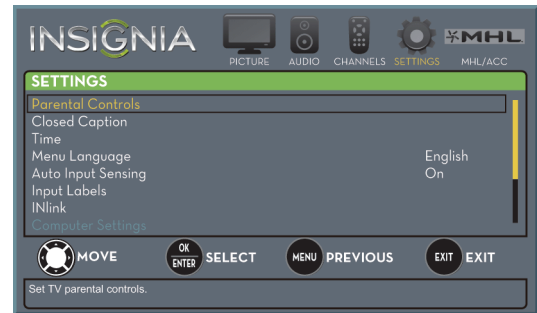 INSIGNIA
MHL
PICTURE AUDIO CHANNELS SETTINGS MHL/ACC
SETTINGS
Parental Controls
Closed Caption
Time
Menu Language English
Auto Input Sensing On
Input Labels
INlink
Computer Settings
MOVE OK ENTER SELECT MENU PREVIOUS EXIT EXIT
Set TV parental controls.